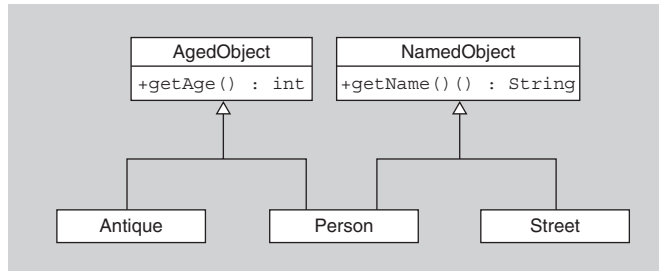 AgedObject
+getAge() : int
NamedObject
+getName()() : String
Antique
Person
Street